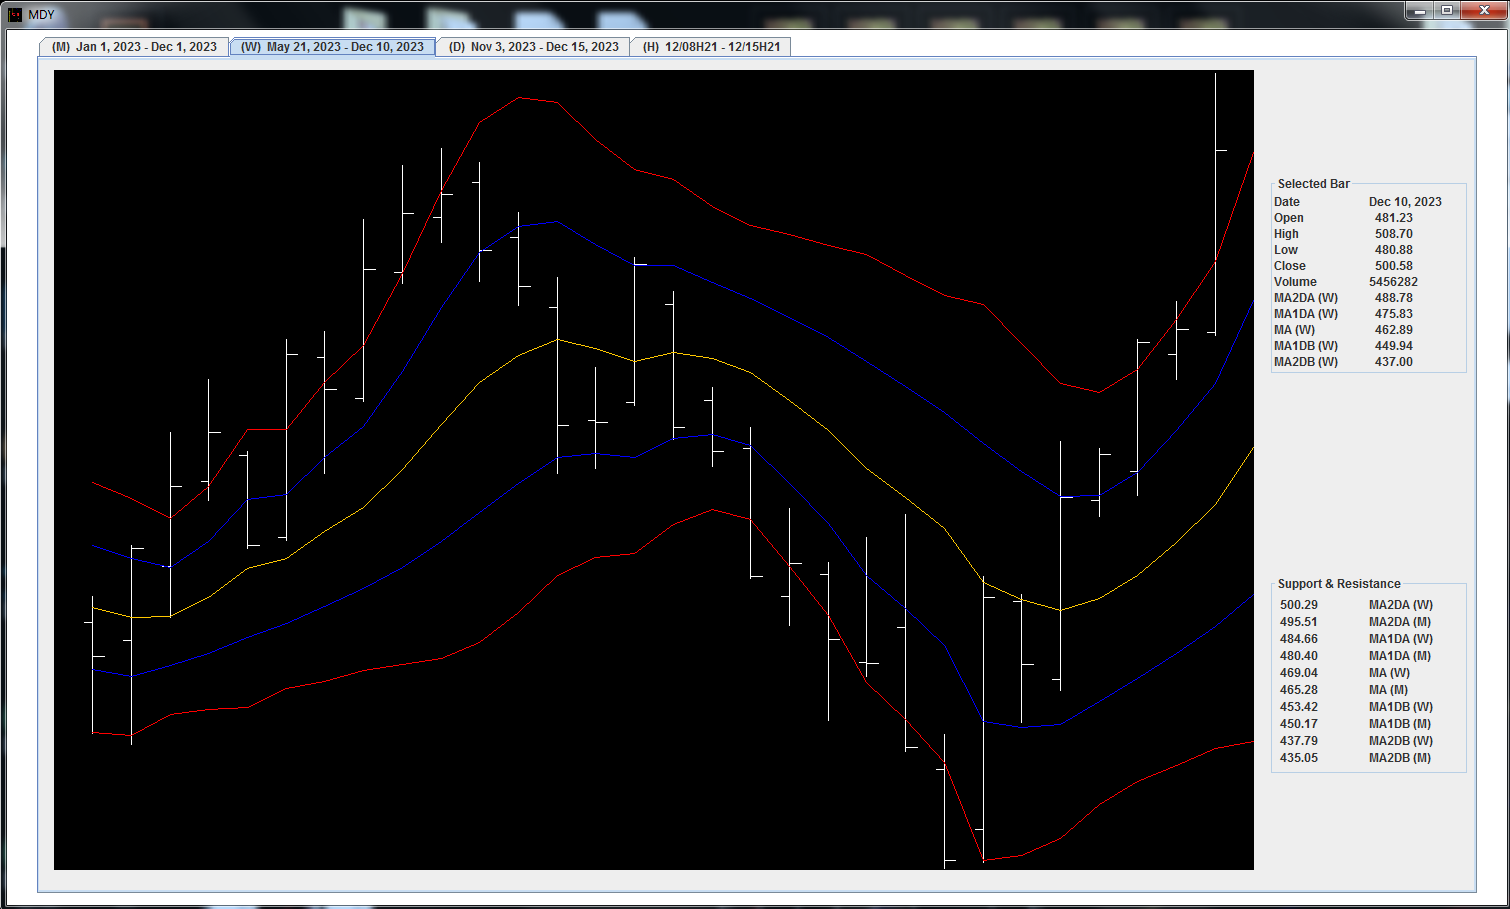 MDY
(M) Jan 1, 2023 - Dec 1, 2023
(W) May 21, 2023 - Dec 10, 2023
(D) Nov 3, 2023 - Dec 15, 2023
(H) 12/08H21 - 12/15H21
Selected Bar
Date Dec 10, 2023
Open 481.23
High 508.70
Low 480.88
Close 500.58
Volume 5456282
MA2DA (W) 488.78
MA1DA (W) 475.83
MA (W) 462.89
MA1DB (W) 449.94
MA2DB (W) 437.00
Support & Resistance
500.29 MA2DA (W)
495.51 MA2DA (M)
484.66 MA1DA (W)
480.40 MA1DA (M)
469.04 MA (W)
465.28 MA (M)
453.42 MA1DB (W)
450.17 MA1DB (M)
437.79 MA2DB (W)
435.05 MA2DB (M)